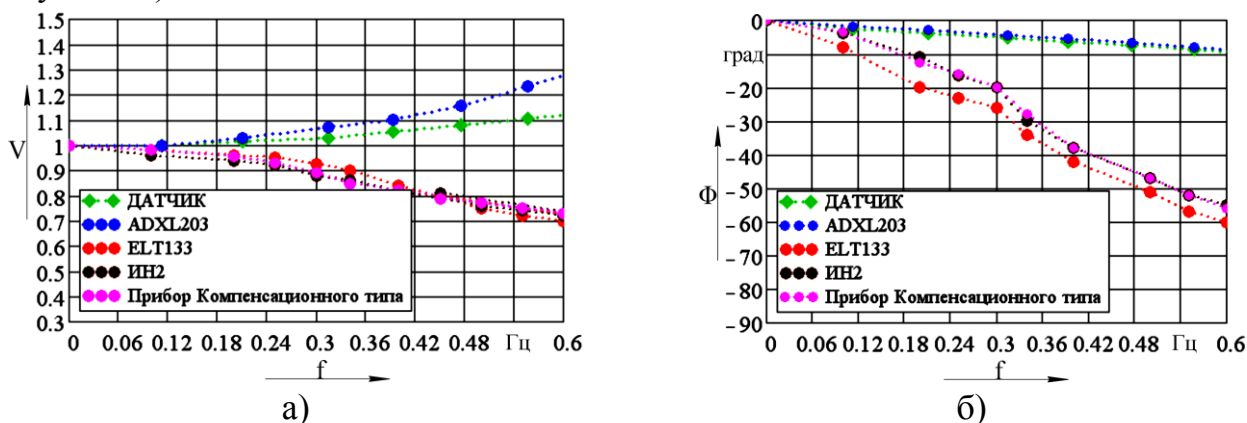 1.5
1.4
1.3
1.2
1.1
V 1
0.9
0.8
0.7
0.6
0.5
0.4
0.3
ДАТЧИК
ADXL203
ELT133
ИН2
Прибор Компенсационного типа
0 0.06 0.12 0.18 0.24 0.3 0.36 0.42 0.48 Гц 0.6
f
а)
0
град
-20
-30
-40
Ф -50
-60
-70
-80
-90
ДАТЧИК
ADXL203
ELT133
ИН2
Прибор Компенсационного типа
0 0.06 0.12 0.18 0.24 0.3 0.36 0.42 0.48 Гц 0.6
f
б)